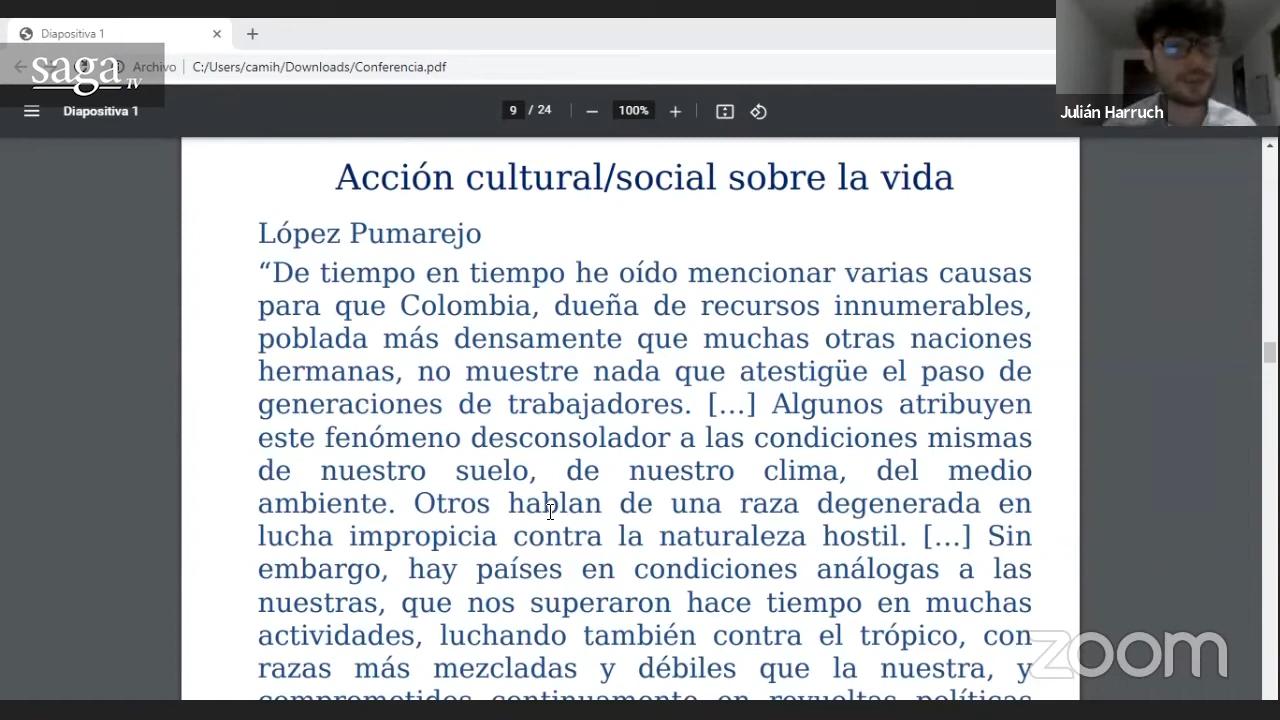 Diapositiva 1
saga TV
Archivo
C:/Users/camih/Downloads/Conferencia.pdf
Diapositiva 1
9 / 24
100%
Julián Harruch
Acción cultural/social sobre la vida
López Pumarejo
“De tiempo en tiempo he oído mencionar varias causas
para que Colombia, dueña de recursos innumerables,
poblada más densamente que muchas otras naciones
hermanas, no muestre nada que atestigüe el paso de
generaciones de trabajadores. […] Algunos atribuyen
este fenómeno desconsolador a las condiciones mismas
de nuestro suelo, de nuestro clima, del medio
ambiente. Otros hablan de una raza degenerada en
lucha impropicia contra la naturaleza hostil. […] Sin
embargo, hay países en condiciones análogas a las
nuestras, que nos superaron hace tiempo en muchas
actividades, luchando también contra el trópico, con
razas más mezcladas y débiles que la nuestra, y
comprometidos continuamente en revueltas políticas
zoom